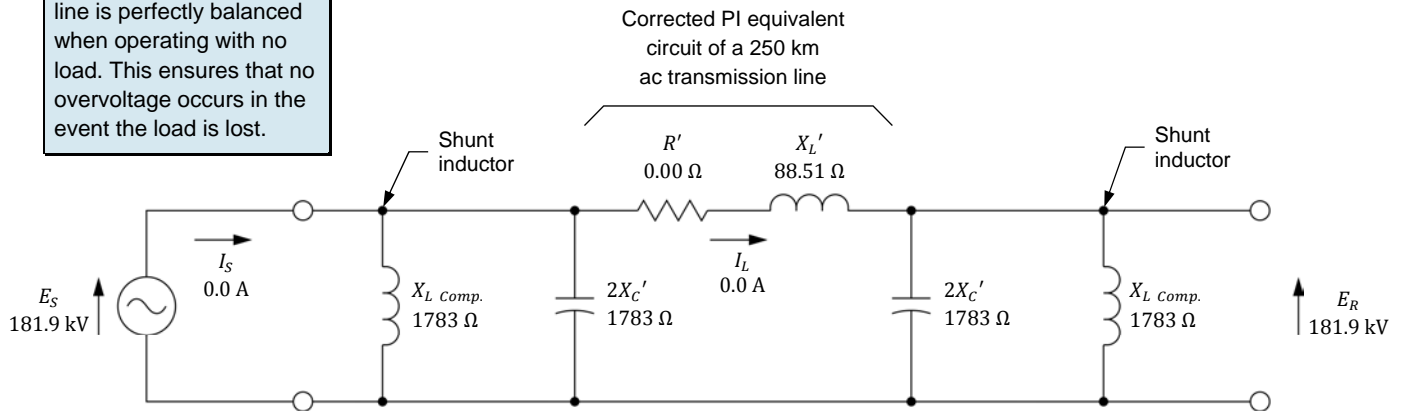 line is perfectly balanced
when operating with no
load. This ensures that no
overvoltage occurs in the
event the load is lost.
Corrected PI equivalent
circuit of a 250 km
ac transmission line
Shunt
inductor
R′
0.00 Ω
X_L′
88.51 Ω
Shunt
inductor
I_S
0.0 A
I_L
0.0 A
E_S
181.9 kV
X_L Comp.
1783 Ω
2X_C′
1783 Ω
2X_C′
1783 Ω
X_L Comp.
1783 Ω
E_R
181.9 kV